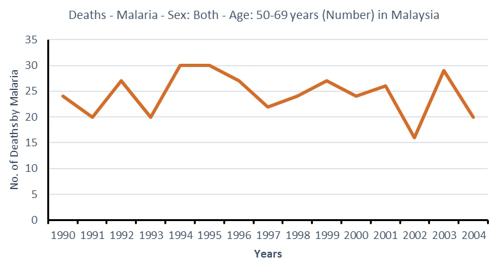 Deaths - Malaria - Sex: Both - Age: 50-69 years (Number) in Malaysia
35
30
25
20
15
10
5
0
No. of Deaths by Malaria
1990 1991 1992 1993 1994 1995 1996 1997 1998 1999 2000 2001 2002 2003 2004
Years